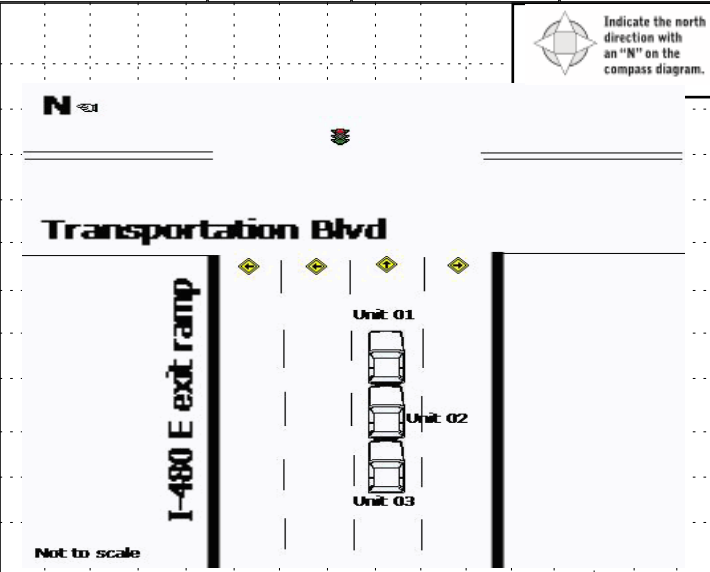 Indicate the north
direction with
an “N” on the
compass diagram.
N
Transportation Blvd
I-480 E exit ramp
Unit 01
Unit 02
Unit 03
Not to scale